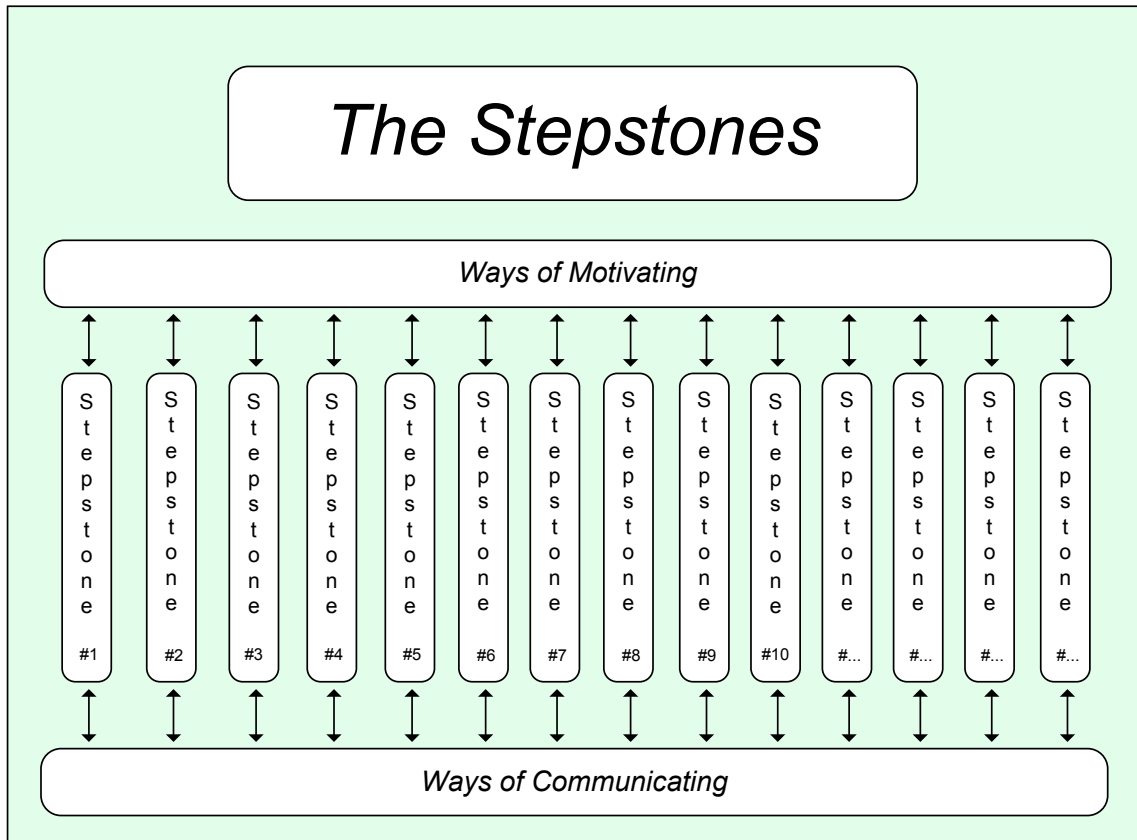 The Stepstones
Ways of Motivating
Stepstone #1
Stepstone #2
Stepstone #3
Stepstone #4
Stepstone #5
Stepstone #6
Stepstone #7
Stepstone #8
Stepstone #9
Stepstone #10
Stepstone #...
Stepstone #...
Stepstone #...
Stepstone #...
Ways of Communicating